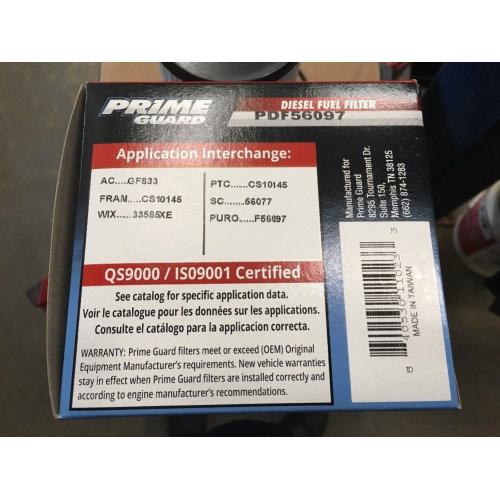 PRIME
GUARD
DIESEL FUEL FILTER
PDF56097
Application Interchange:
AC.....GF833
FRAM.....CS10145
WIX.....33585XE
PTC......CS10145
SC.......56077
PURO.....F56097
QS9000 / IS09001 Certified
See catalog for specific application data.
Voir le catalogue pour les données sur les applications.
Consulte el catálogo para la applicacion correcta.
WARRANTY: Prime Guard filters meet or exceed (OEM) Original
Equipment Manufacturer's requirements. New vehicle warranties
stay in effect when Prime Guard filters are installed correctly and
according to engine manufacturer's recommendations.
Manufactured for
Prime Guard
8295 Tournament Dr.
Suite 150,
Memphis TN 38125
(662) 874-1283
MADE IN TAIWAN